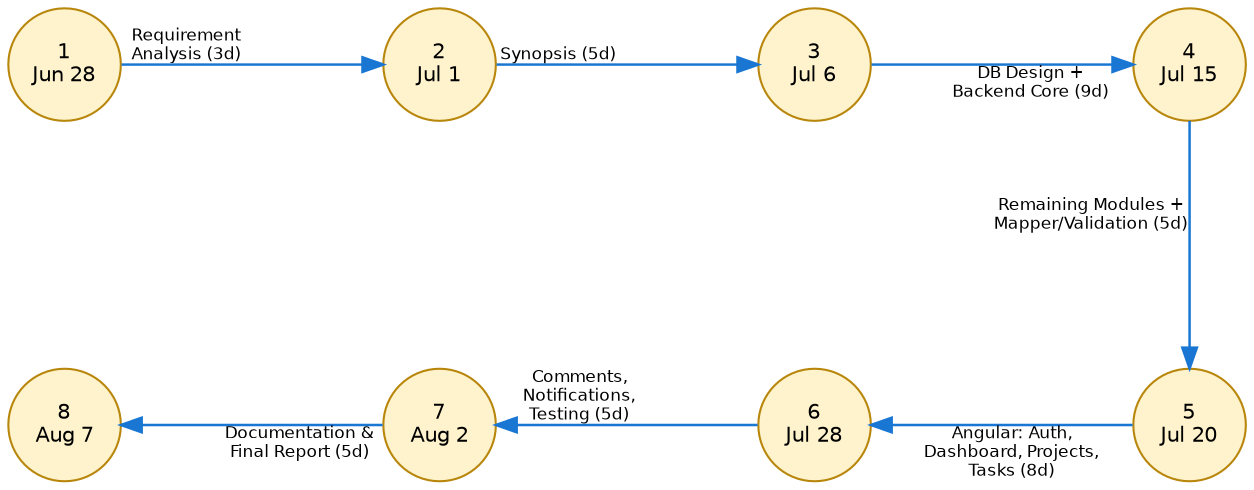 1
Jun 28
Requirement
Analysis (3d)
2
Jul 1
Synopsis (5d)
3
Jul 6
DB Design +
Backend Core (9d)
4
Jul 15
Remaining Modules +
Mapper/Validation (5d)
5
Jul 20
Angular: Auth,
Dashboard, Projects,
Tasks (8d)
6
Jul 28
Comments,
Notifications,
Testing (5d)
7
Aug 2
Documentation &
Final Report (5d)
8
Aug 7